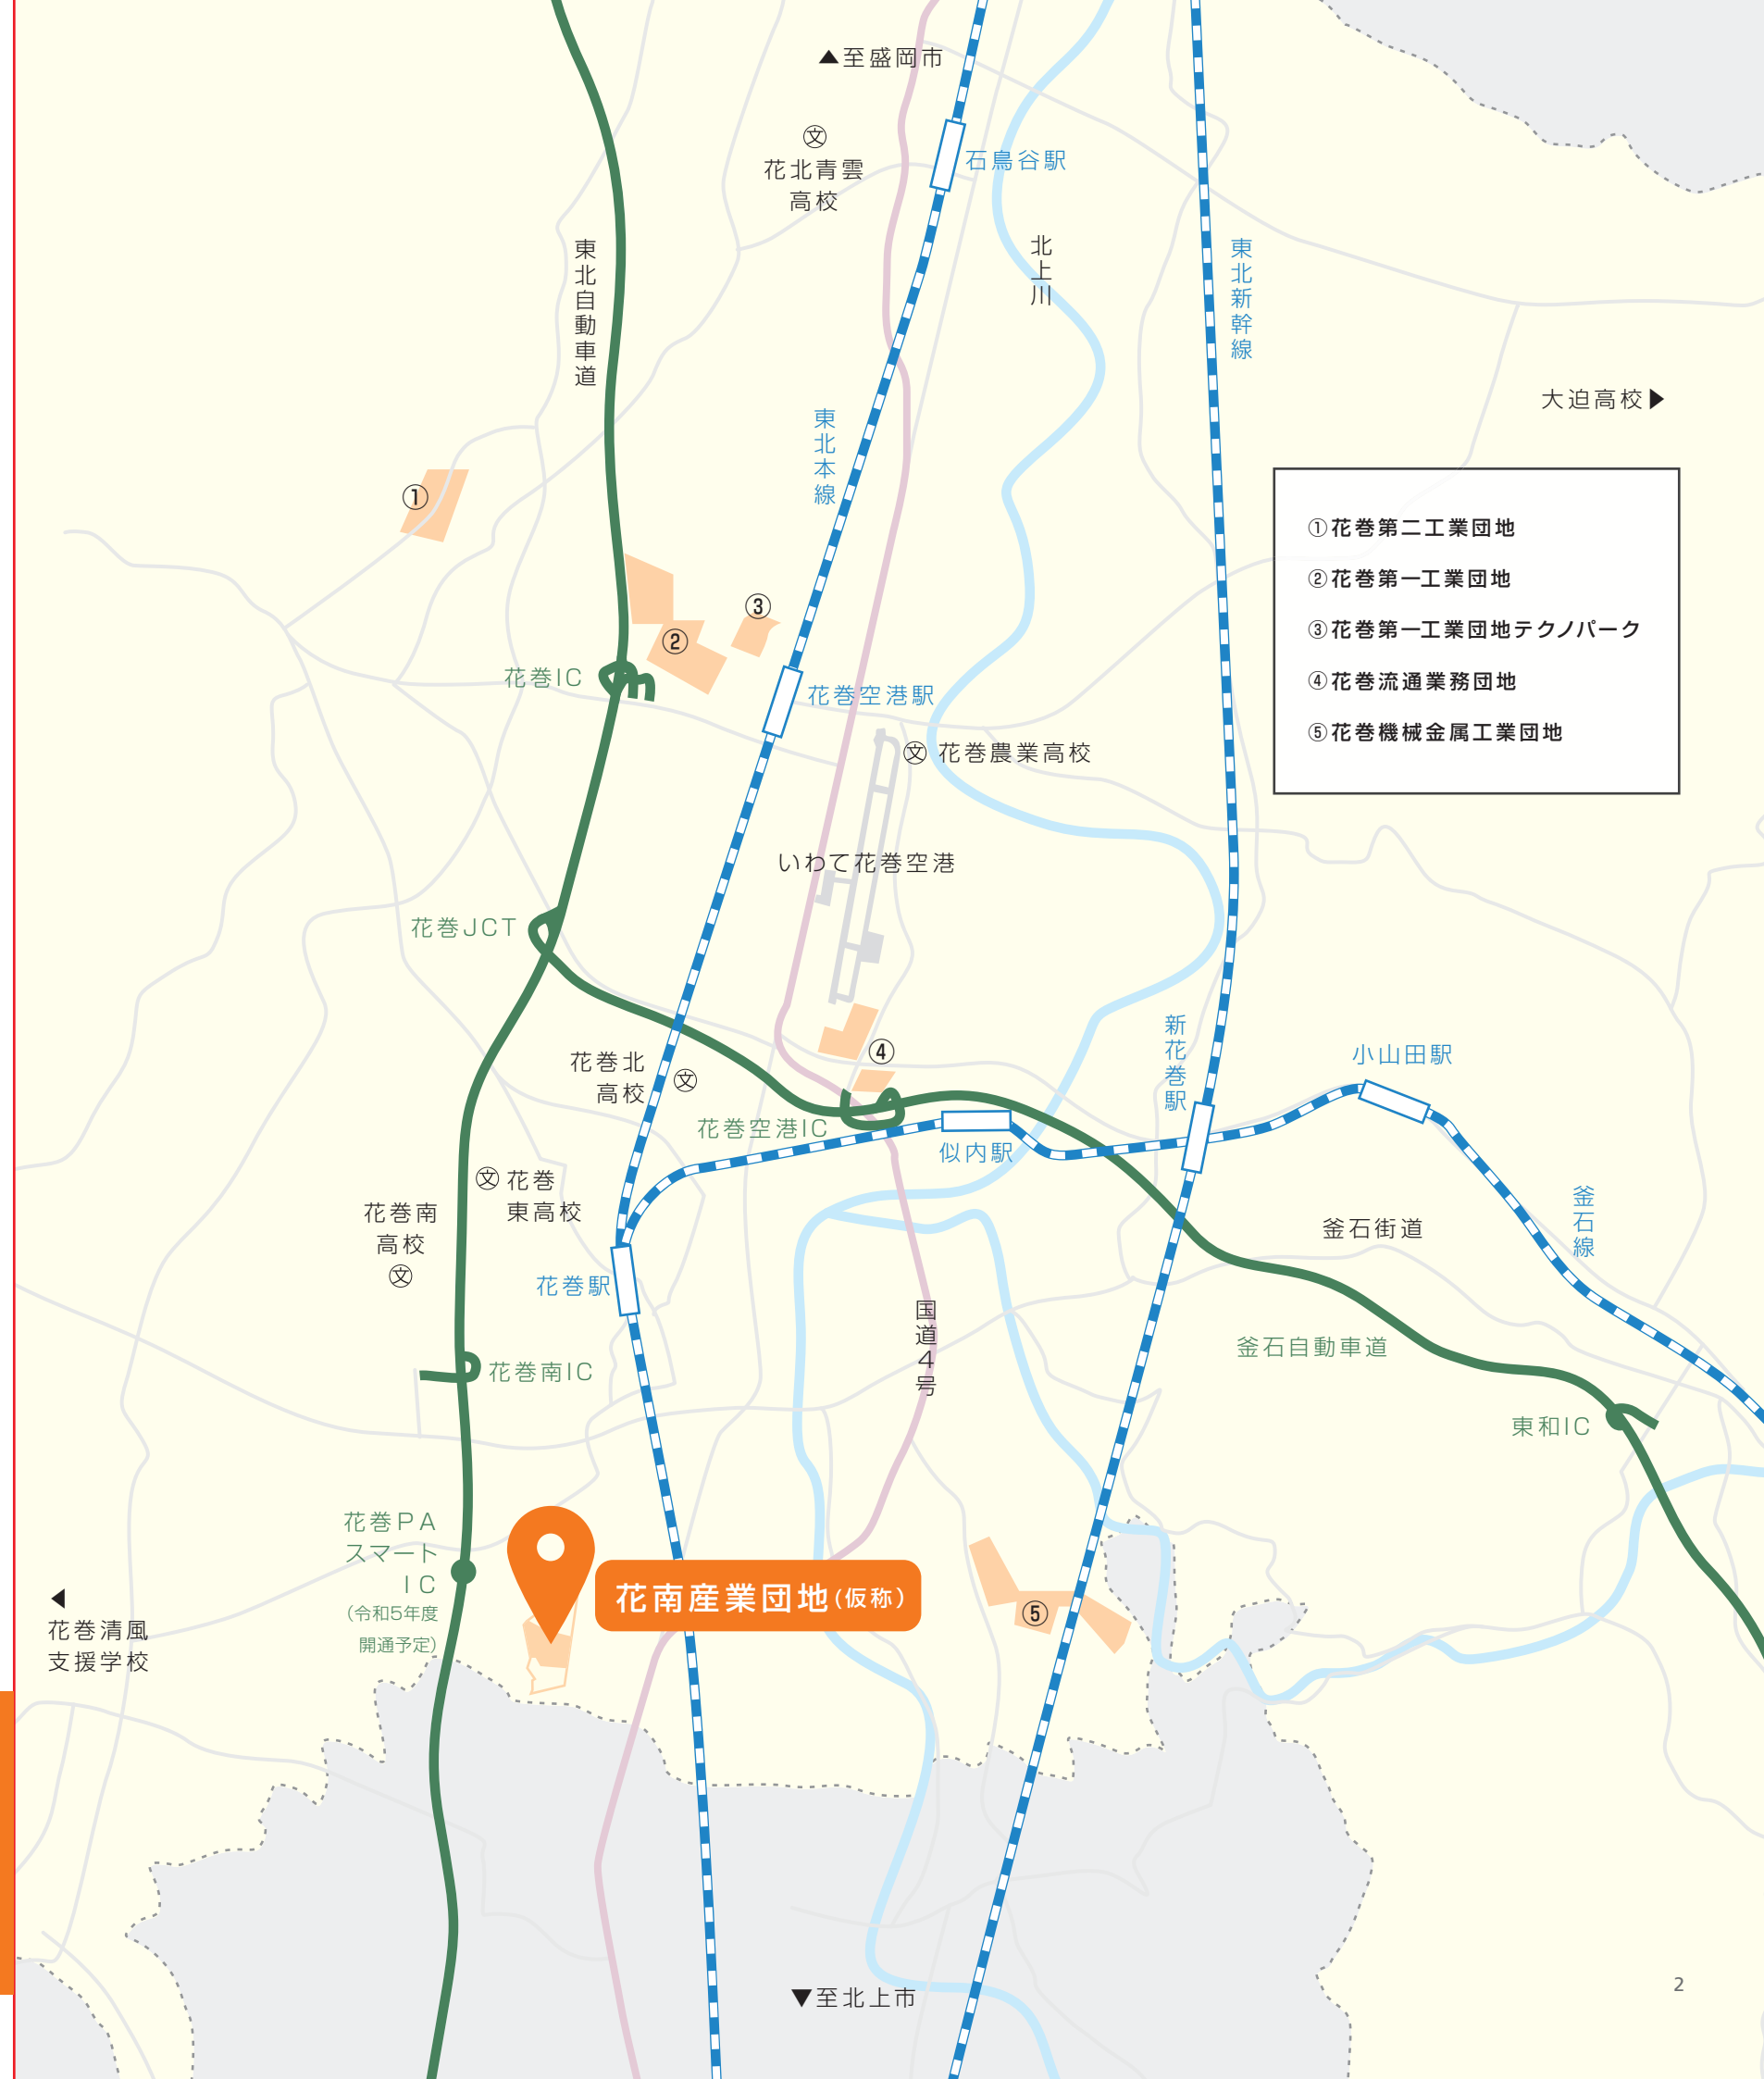 ▲至盛岡市
文
花北青雲
高校
石鳥谷駅
東北自動車道
北上川
東北新幹線
大迫高校▶
東北本線
①
②
③
①花巻第二工業団地
②花巻第一工業団地
③花巻第一工業団地テクノパーク
④花巻流通業務団地
⑤花巻機械金属工業団地
花巻IC
花巻空港駅
文 花巻農業高校
いわて花巻空港
花巻JCT
④
花巻北
高校
文
新花巻駅
小山田駅
花巻空港IC
似内駅
文 花巻
東高校
花巻南
高校
文
釜石線
釜石街道
花巻駅
国道4号
釜石自動車道
花巻南IC
東和IC
花巻PA
スマート
IC
(令和5年度
開通予定)
◀
花巻清風
支援学校
花南産業団地(仮称)
⑤
▼至北上市
2